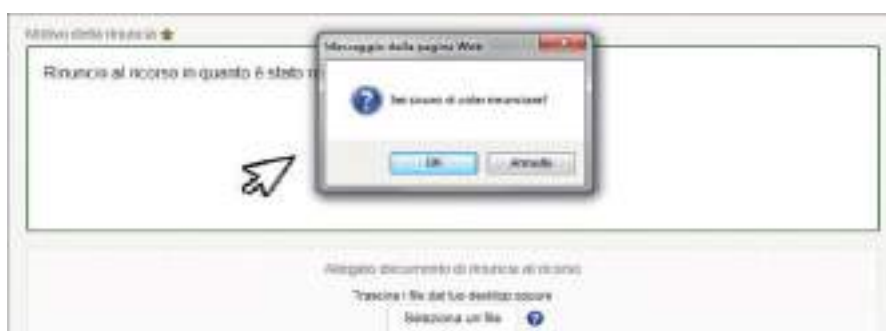 Motivo della rinuncia
Messaggio della pagina Web
Rinuncio al ricorso in quanto è stato
Sei sicuro di voler rinunciare?
OK Annulla
Allegato documento di rinuncia al ricorso
Trascina i file dal tuo desktop oppure
Seleziona un file